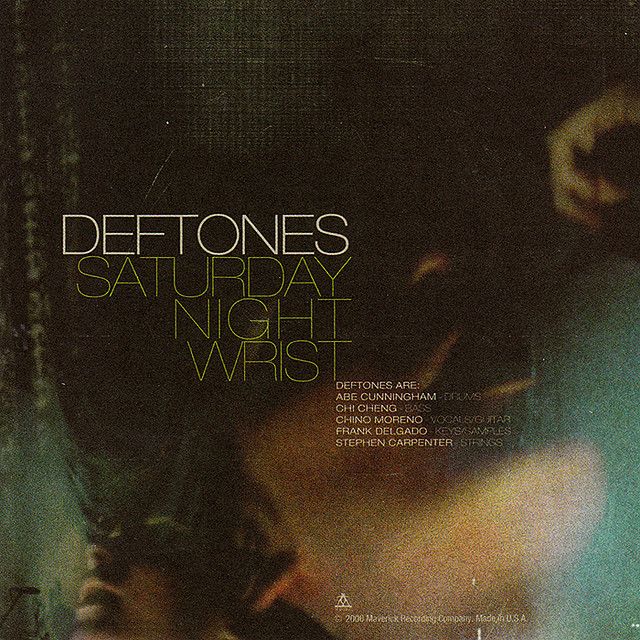 DEFTONES
SATURDAY
NIGHT
WRIST
DEFTONES ARE:
ABE CUNNINGHAM - DRUMS
CHI CHENG - BASS
CHINO MORENO - VOCALS/GUITAR
FRANK DELGADO - KEYS/SAMPLES
STEPHEN CARPENTER - STRINGS
© 2006 Maverick Recording Company. Made in U.S.A.